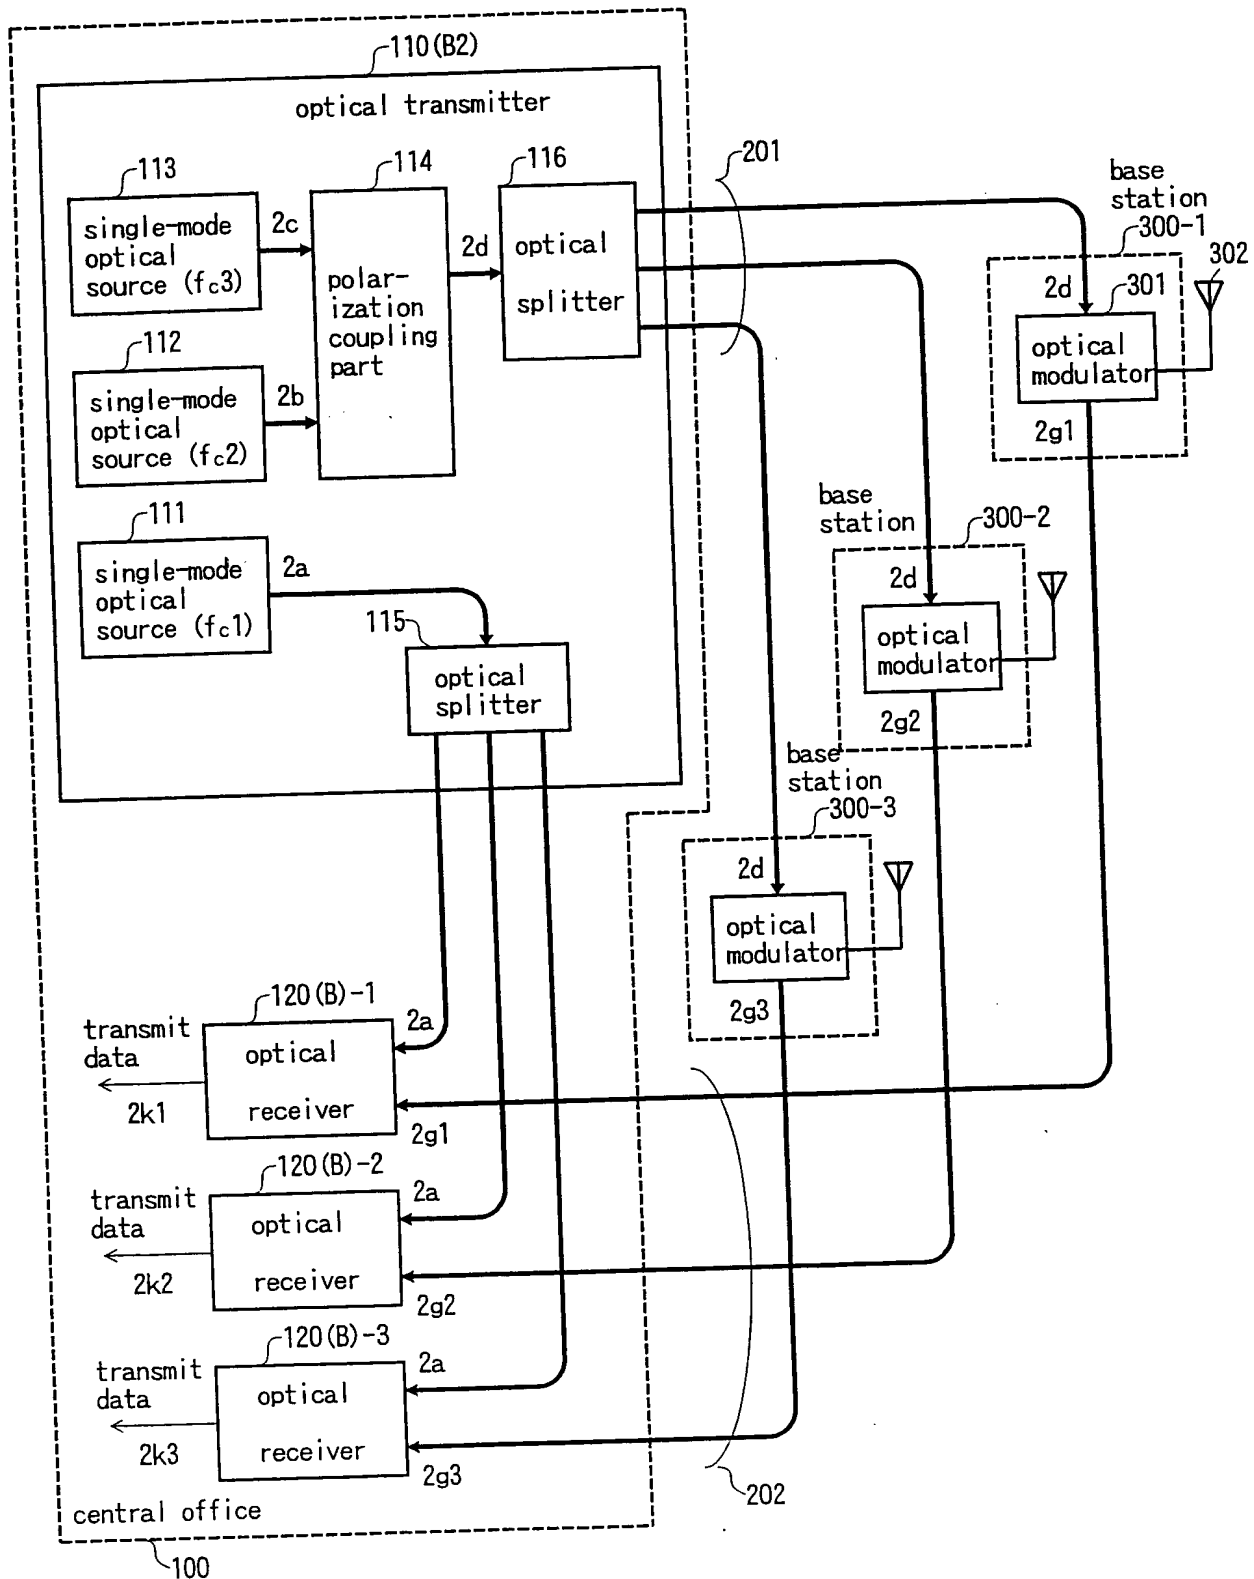 110(B2)
optical transmitter
113
single-mode
optical
source (fc3)
2c
114
polar-
ization
coupling
part
2d
116
optical
splitter
201
base
station
300-1
302
2d
301
optical
modulator
2g1
112
single-mode
optical
source (fc2)
2b
111
single-mode
optical
source (fc1)
2a
115
optical
splitter
base
station
300-2
2d
optical
modulator
2g2
base
station
300-3
2d
optical
modulator
2g3
120(B)-1
transmit
data
2k1
optical
receiver
2a
2g1
120(B)-2
transmit
data
2k2
optical
receiver
2a
2g2
120(B)-3
transmit
data
2k3
optical
receiver
2a
2g3
202
central office
100